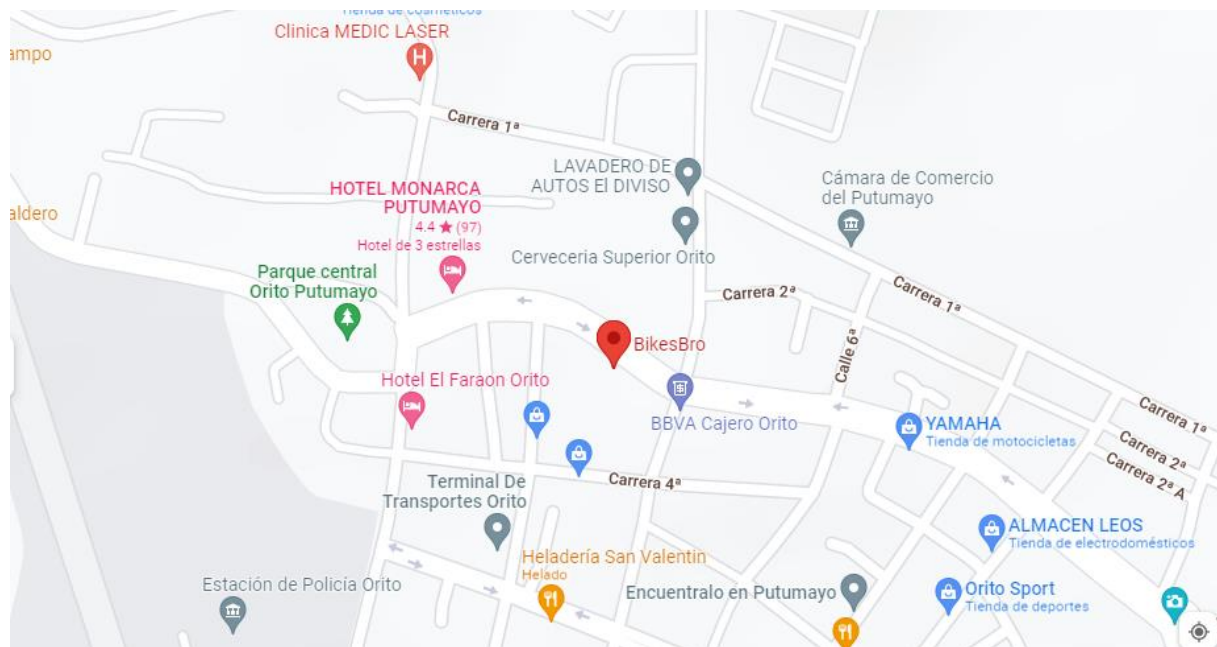 Tienda de cosméticos
Clinica MEDIC LASER
ampo
Carrera 1ª
LAVADERO DE
AUTOS El DIVISO
Cámara de Comercio
del Putumayo
HOTEL MONARCA
PUTUMAYO
4.4 ★ (97)
Hotel de 3 estrellas
aldero
Cerveceria Superior Orito
Parque central
Orito Putumayo
Carrera 2ª
Carrera 1ª
BikesBro
Calle 6ª
Hotel El Faraon Orito
BBVA Cajero Orito
YAMAHA
Tienda de motocicletas
Carrera 1ª
Carrera 2ª
Carrera 2ª A
Carrera 4ª
Terminal De
Transportes Orito
ALMACEN LEOS
Tienda de electrodomésticos
Heladería San Valentin
Helado
Estación de Policía Orito
Encuentralo en Putumayo
Orito Sport
Tienda de deportes